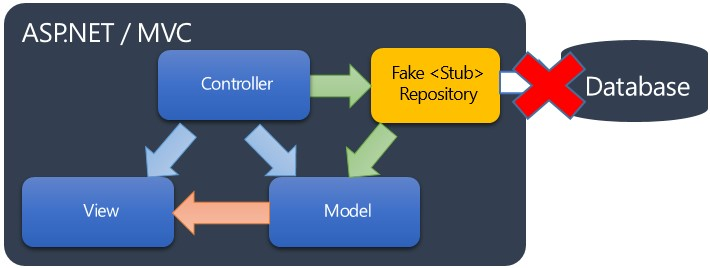 ASP.NET / MVC
Controller
Fake <Stub>
Repository
Database
View
Model